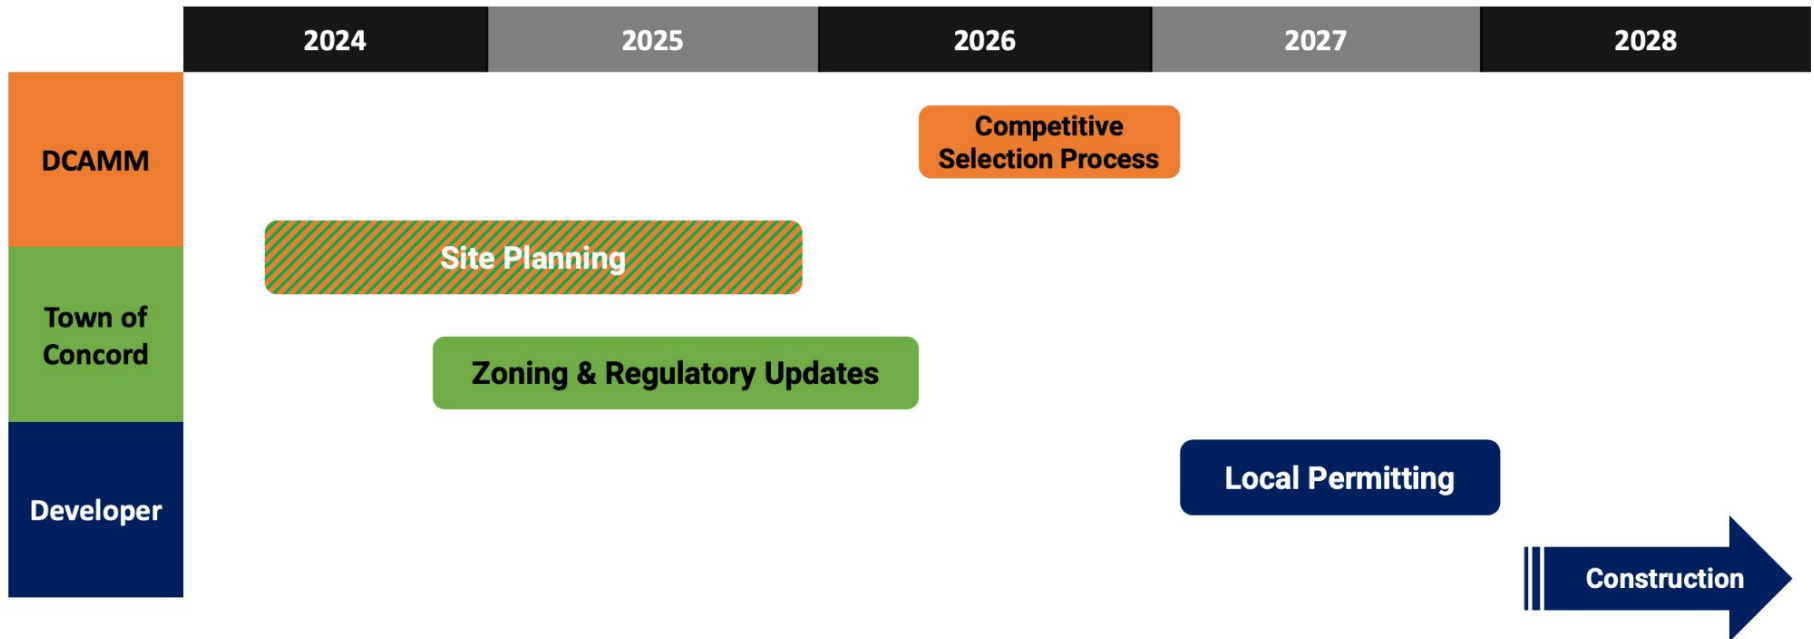 2024 2025 2026 2027 2028
DCAMM
Competitive
Selection Process
Site Planning
Town of
Concord
Zoning & Regulatory Updates
Developer
Local Permitting
Construction